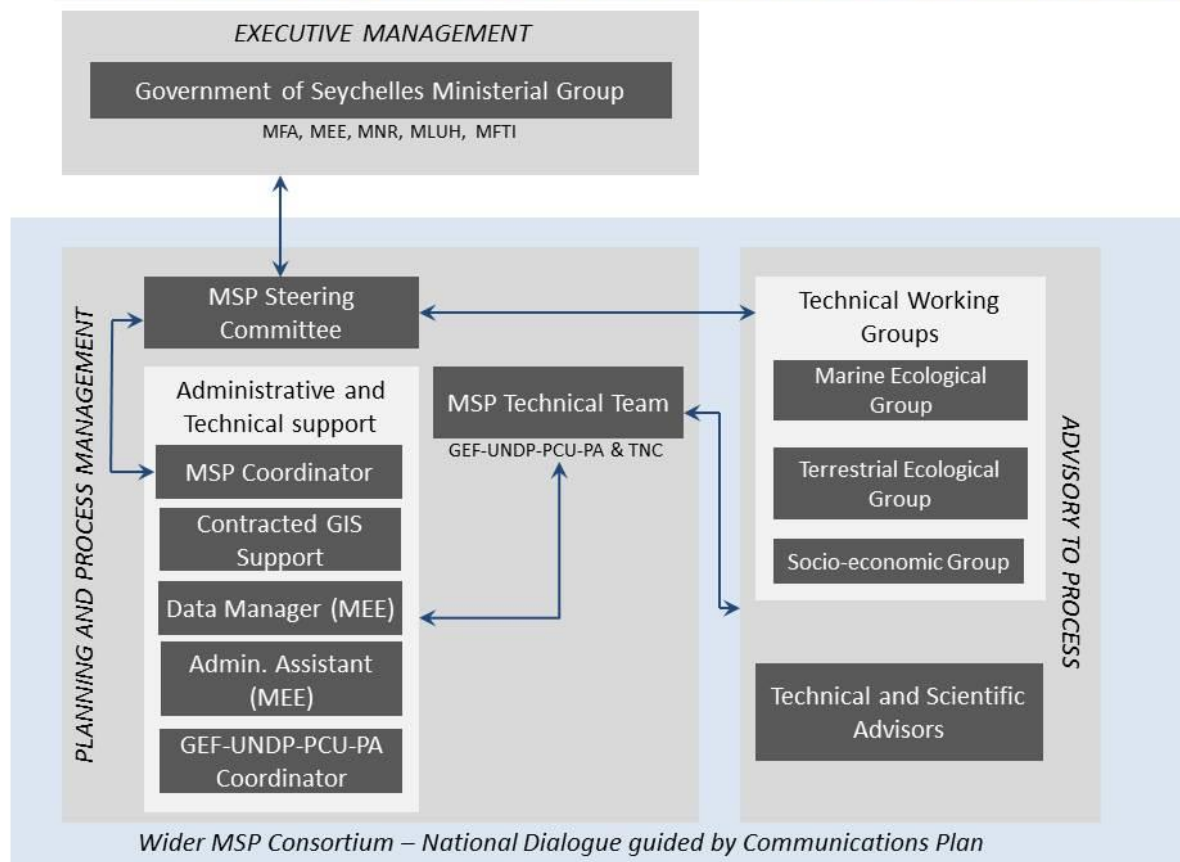 EXECUTIVE MANAGEMENT
Government of Seychelles Ministerial Group
MFA, MEE, MNR, MLUH, MFTI
PLANNING AND PROCESS MANAGEMENT
MSP Steering
Committee
Administrative and
Technical support
MSP Coordinator
Contracted GIS
Support
Data Manager (MEE)
Admin. Assistant
(MEE)
GEF-UNDP-PCU-PA
Coordinator
MSP Technical Team
GEF-UNDP-PCU-PA & TNC
Technical Working
Groups
Marine Ecological
Group
Terrestrial Ecological
Group
Socio-economic Group
Technical and Scientific
Advisors
ADVISORY TO PROCESS
Wider MSP Consortium – National Dialogue guided by Communications Plan